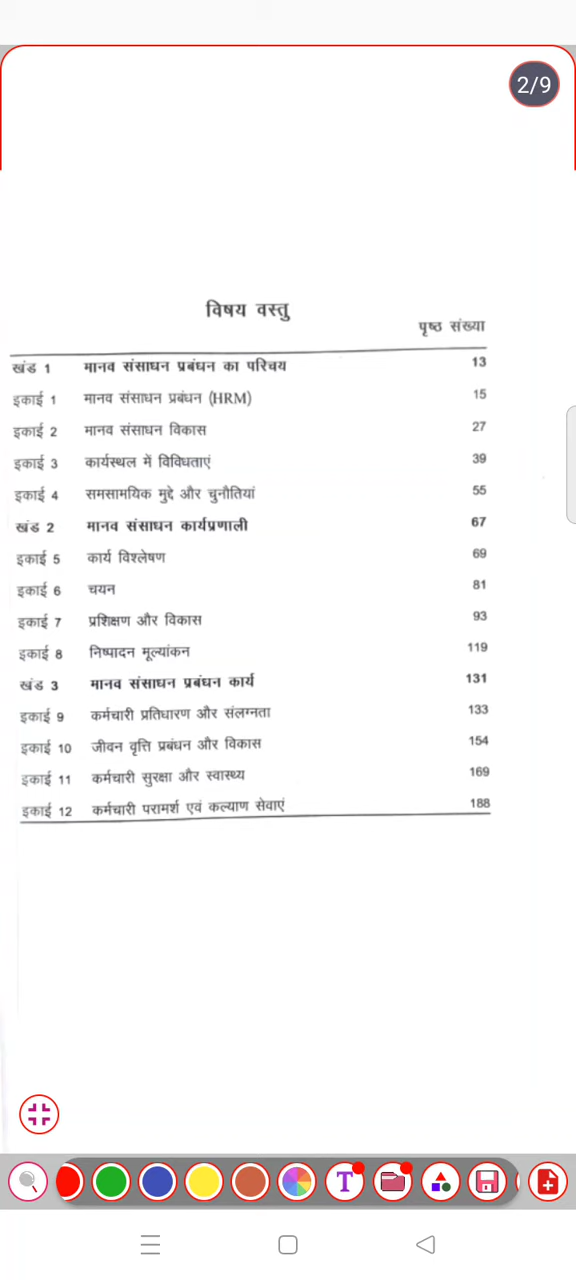 2/9
विषय वस्तु
पृष्ठ संख्या
खंड 1 मानव संसाधन प्रबंधन का परिचय 13
इकाई 1 मानव संसाधन प्रबंधन (HRM) 15
इकाई 2 मानव संसाधन विकास 27
इकाई 3 कार्यस्थल में विविधताएं 39
इकाई 4 समसामयिक मुद्दे और चुनौतियां 55
खंड 2 मानव संसाधन कार्यप्रणाली 67
इकाई 5 कार्य विश्लेषण 69
इकाई 6 चयन 81
इकाई 7 प्रशिक्षण और विकास 93
इकाई 8 निष्पादन मूल्यांकन 119
खंड 3 मानव संसाधन प्रबंधन कार्य 131
इकाई 9 कर्मचारी प्रतिधारण और संलग्नता 133
इकाई 10 जीवन वृत्ति प्रबंधन और विकास 154
इकाई 11 कर्मचारी सुरक्षा और स्वास्थ्य 169
इकाई 12 कर्मचारी परामर्श एवं कल्याण सेवाएं 188
T